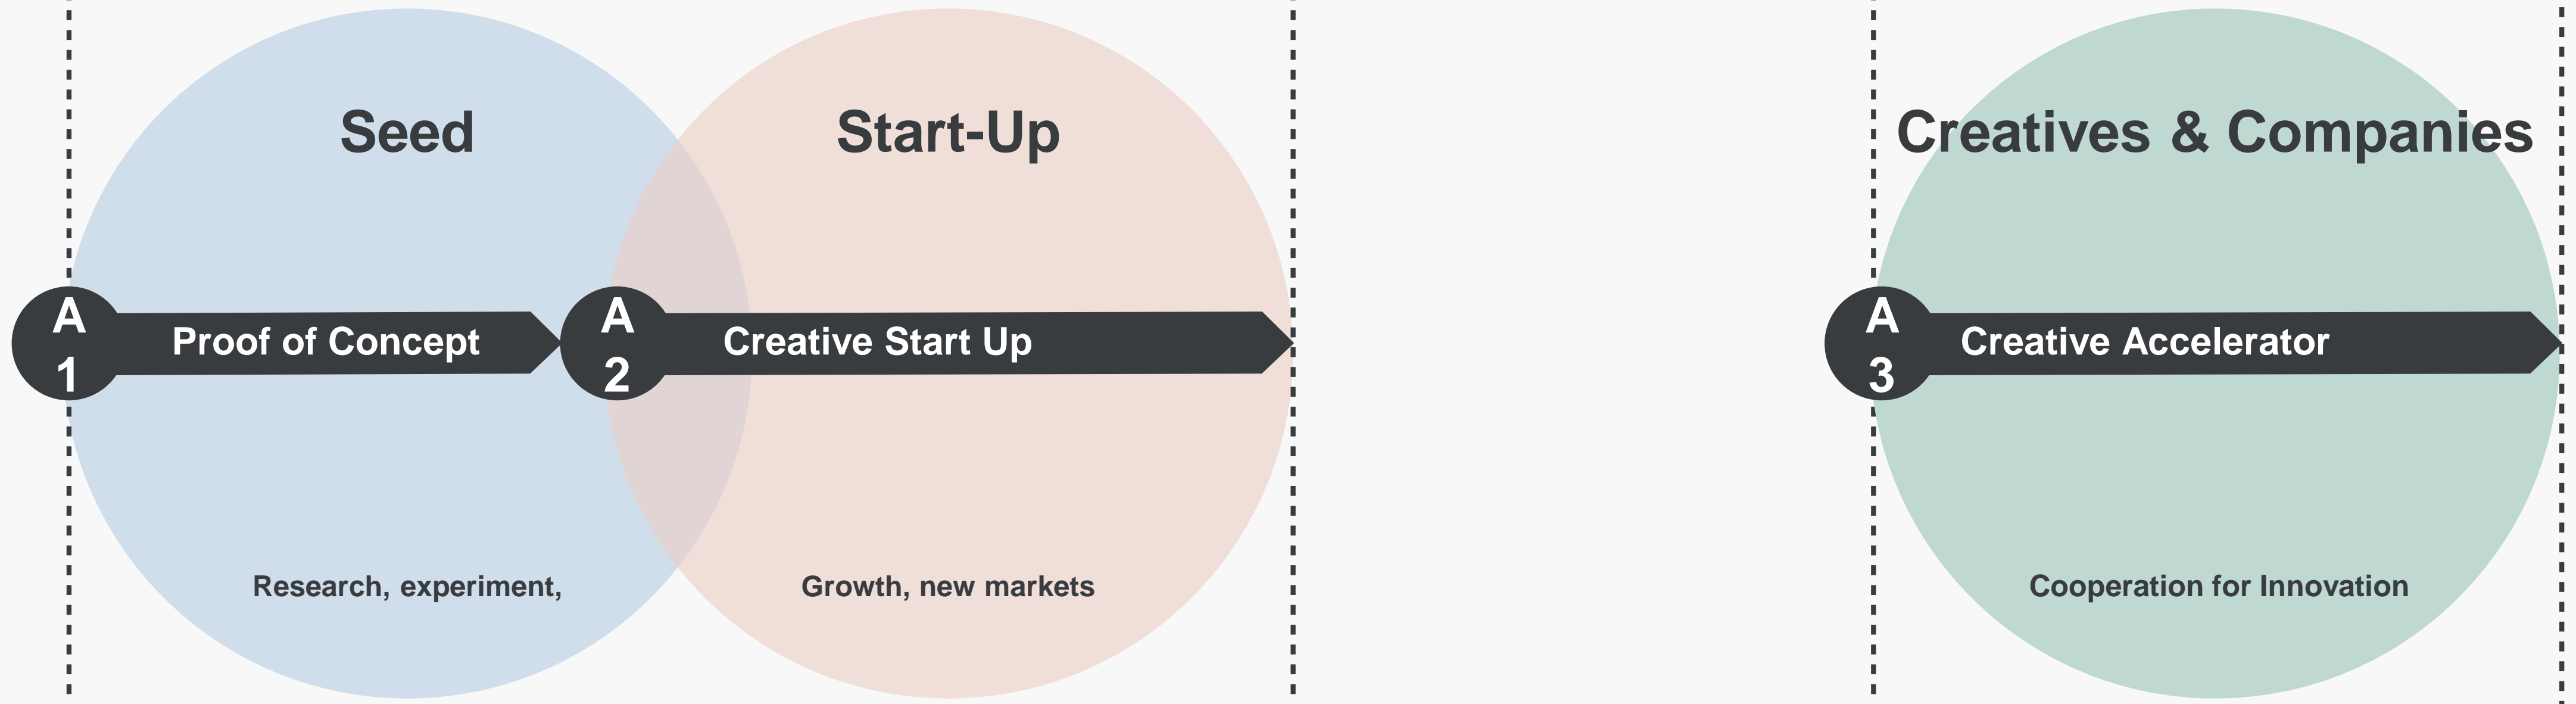 Seed
Start-Up
Creatives & Companies
A
1
Proof of Concept
A
2
Creative Start Up
A
3
Creative Accelerator
Research, experiment,
Growth, new markets
Cooperation for Innovation